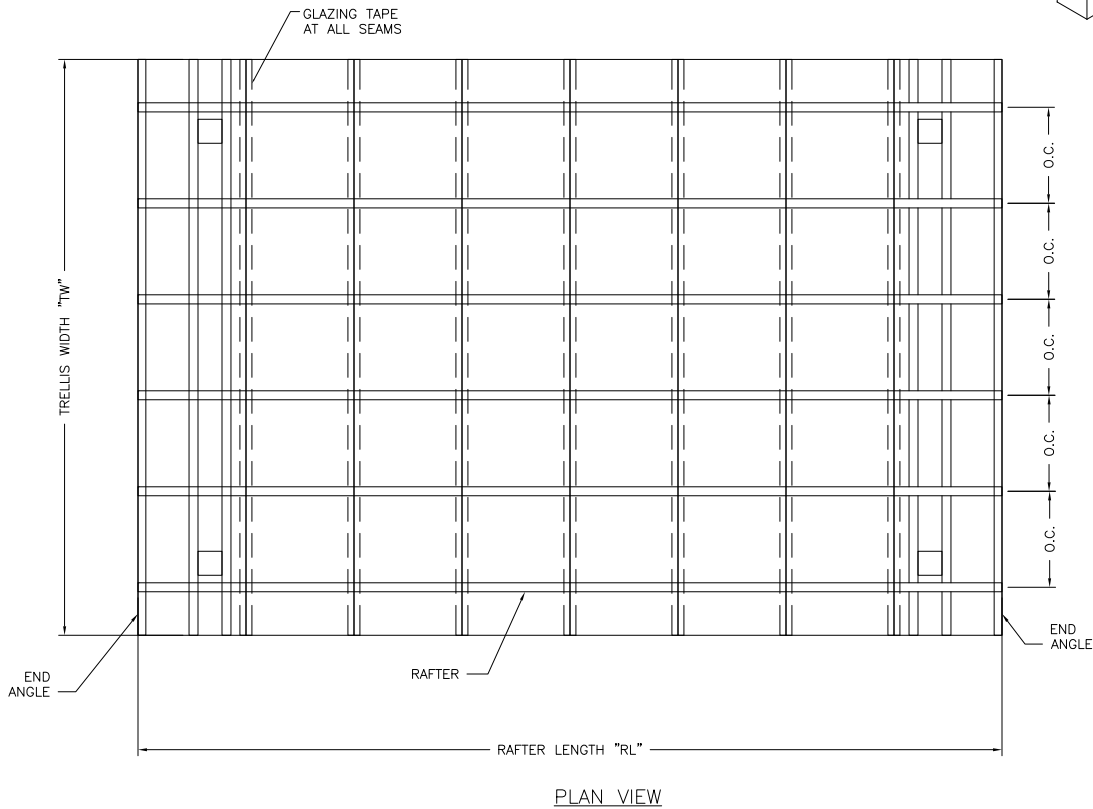 GLAZING TAPE
AT ALL SEAMS
TRELLIS WIDTH "TW"
O.C.
O.C.
O.C.
O.C.
O.C.
END
ANGLE
RAFTER
END
ANGLE
RAFTER LENGTH "RL"
PLAN VIEW